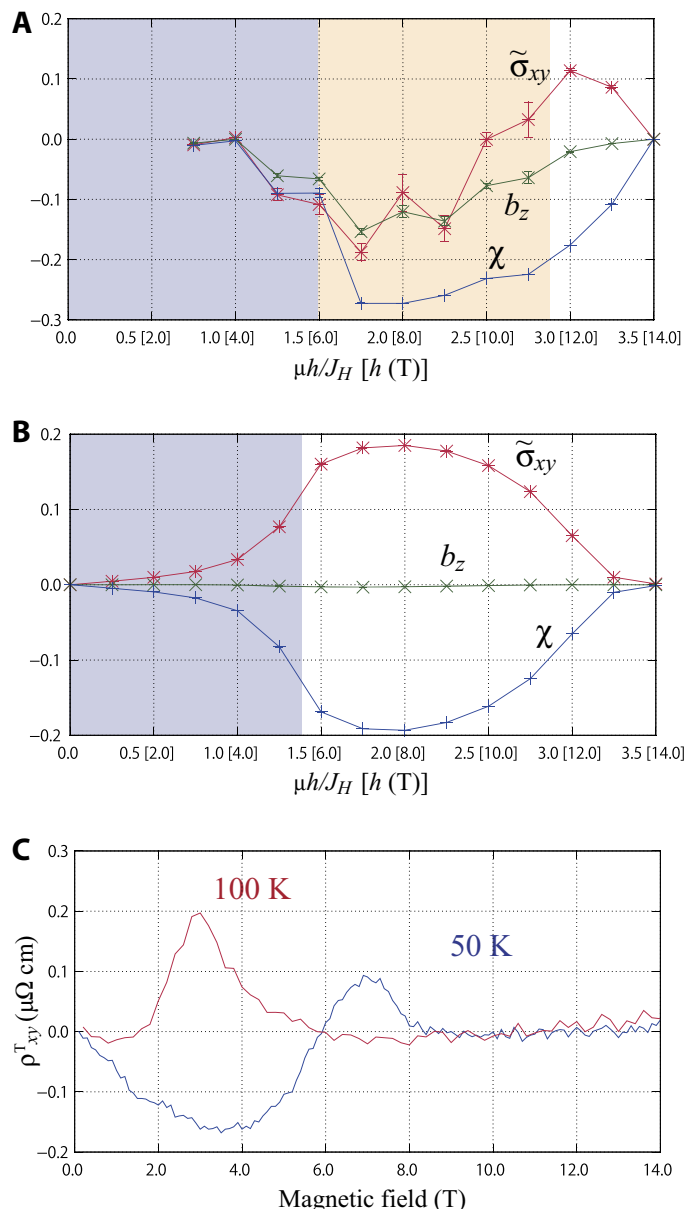 A
0.1
0.0
−0.1
−0.2
−0.3
σ̃xy
bz
χ
0.0 0.5 [2.0] 1.0 [4.0] 1.5 [6.0] 2.0 [8.0] 2.5 [10.0] 3.0 [12.0] 3.5 [14.0]
μh/JH [h (T)]
B
0.2
0.1
0.0
−0.1
−0.2
σ̃xy
bz
χ
0.0 0.5 [2.0] 1.0 [4.0] 1.5 [6.0] 2.0 [8.0] 2.5 [10.0] 3.0 [12.0] 3.5 [14.0]
μh/JH [h (T)]
C
0.3
0.2
0.1
0.0
−0.1
−0.2
ρTxy (μΩ cm)
100 K
50 K
0.0 2.0 4.0 6.0 8.0 10.0 12.0 14.0
Magnetic field (T)